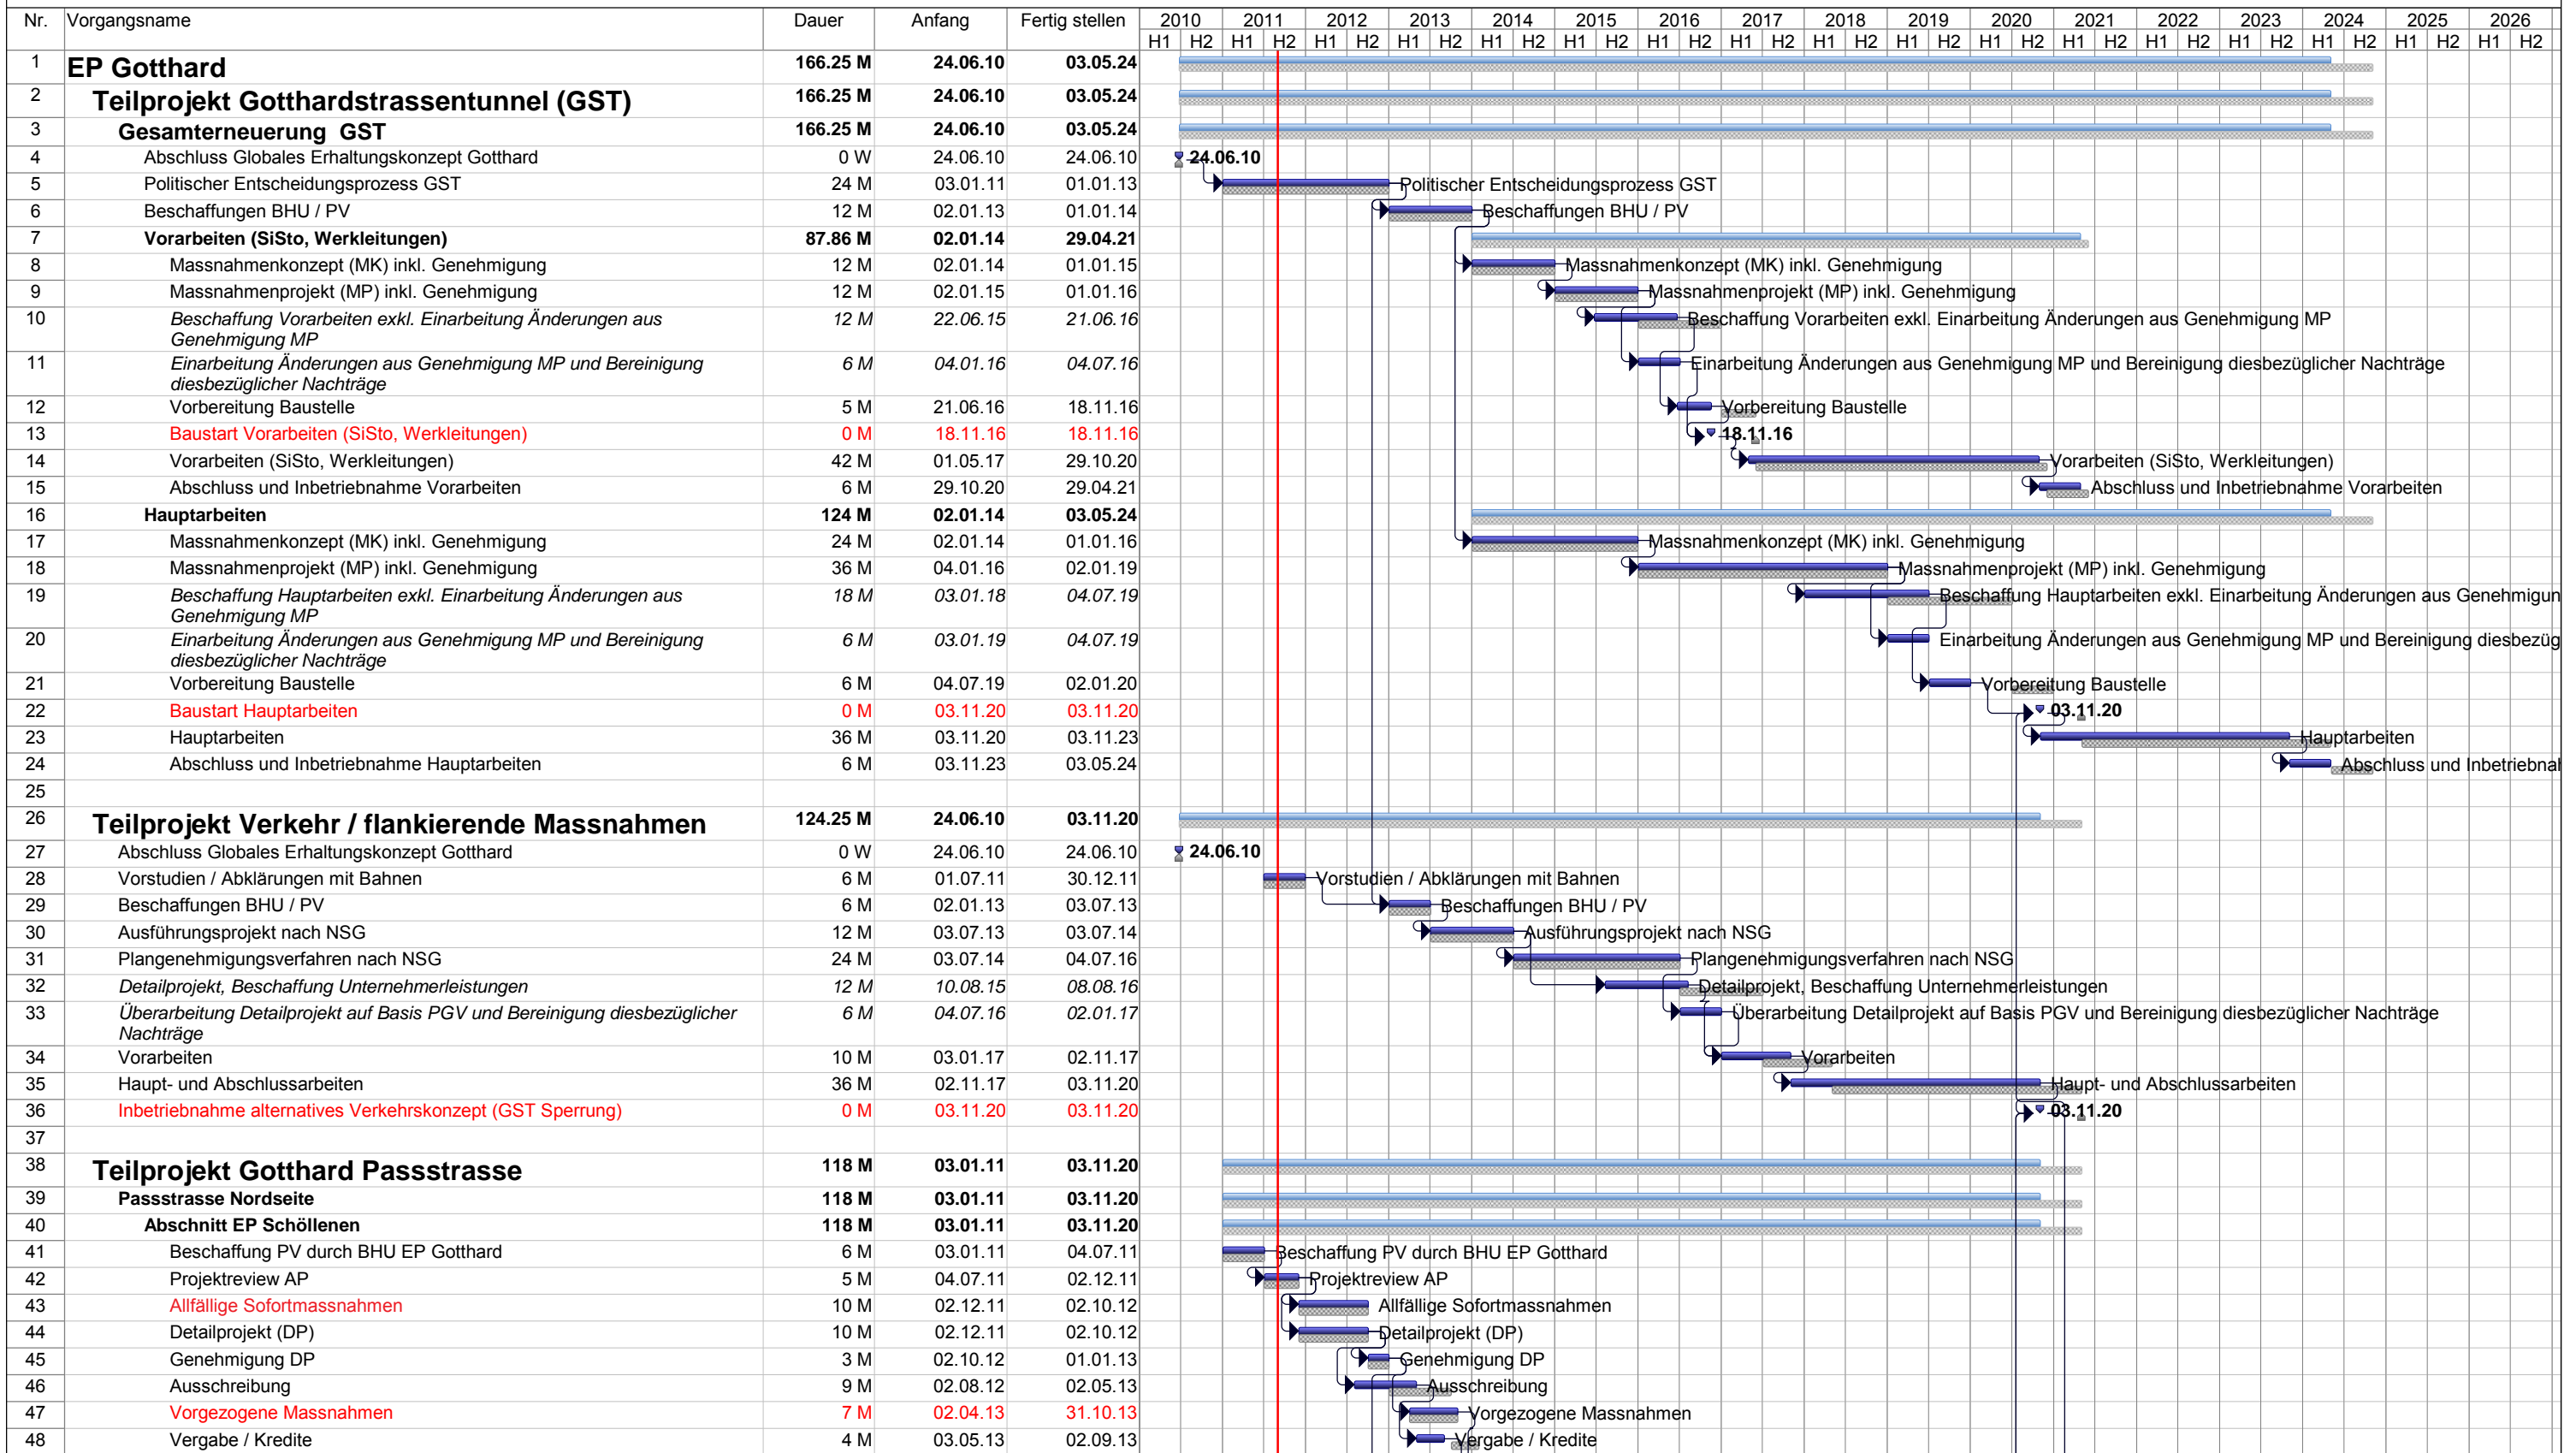 Nr. Vorgangsname Dauer Anfang Fertig stellen 2010 2011 2012 2013 2014 2015 2016 2017 2018 2019 2020 2021 2022 2023 2024 2025 2026
H1 H2 H1 H2 H1 H2 H1 H2 H1 H2 H1 H2 H1 H2 H1 H2 H1 H2 H1 H2 H1 H2 H1 H2 H1 H2 H1 H2 H1 H2 H1 H2 H1 H2
1 EP Gotthard 166.25 M 24.06.10 03.05.24
2 Teilprojekt Gotthardstrassentunnel (GST) 166.25 M 24.06.10 03.05.24
3 Gesamterneuerung GST 166.25 M 24.06.10 03.05.24
4 Abschluss Globales Erhaltungskonzept Gotthard 0 W 24.06.10 24.06.10 24.06.10
5 Politischer Entscheidungsprozess GST 24 M 03.01.11 01.01.13 Politischer Entscheidungsprozess GST
6 Beschaffungen BHU / PV 12 M 02.01.13 01.01.14 Beschaffungen BHU / PV
7 Vorarbeiten (SiSto, Werkleitungen) 87.86 M 02.01.14 29.04.21
8 Massnahmenkonzept (MK) inkl. Genehmigung 12 M 02.01.14 01.01.15 Massnahmenkonzept (MK) inkl. Genehmigung
9 Massnahmenprojekt (MP) inkl. Genehmigung 12 M 02.01.15 01.01.16 Massnahmenprojekt (MP) inkl. Genehmigung
10 Beschaffung Vorarbeiten exkl. Einarbeitung Änderungen aus 12 M 22.06.15 21.06.16 Beschaffung Vorarbeiten exkl. Einarbeitung Änderungen aus Genehmigung MP
Genehmigung MP
11 Einarbeitung Änderungen aus Genehmigung MP und Bereinigung 6 M 04.01.16 04.07.16 Einarbeitung Änderungen aus Genehmigung MP und Bereinigung diesbezüglicher Nachträge
diesbezüglicher Nachträge
12 Vorbereitung Baustelle 5 M 21.06.16 18.11.16 Vorbereitung Baustelle
13 Baustart Vorarbeiten (SiSto, Werkleitungen) 0 M 18.11.16 18.11.16 18.11.16
14 Vorarbeiten (SiSto, Werkleitungen) 42 M 01.05.17 29.10.20 Vorarbeiten (SiSto, Werkleitungen)
15 Abschluss und Inbetriebnahme Vorarbeiten 6 M 29.10.20 29.04.21 Abschluss und Inbetriebnahme Vorarbeiten
16 Hauptarbeiten 124 M 02.01.14 03.05.24
17 Massnahmenkonzept (MK) inkl. Genehmigung 24 M 02.01.14 01.01.16 Massnahmenkonzept (MK) inkl. Genehmigung
18 Massnahmenprojekt (MP) inkl. Genehmigung 36 M 04.01.16 02.01.19 Massnahmenprojekt (MP) inkl. Genehmigung
19 Beschaffung Hauptarbeiten exkl. Einarbeitung Änderungen aus 18 M 03.01.18 04.07.19 Beschaffung Hauptarbeiten exkl. Einarbeitung Änderungen aus Genehmigun
Genehmigung MP
20 Einarbeitung Änderungen aus Genehmigung MP und Bereinigung 6 M 03.01.19 04.07.19 Einarbeitung Änderungen aus Genehmigung MP und Bereinigung diesbezüg
diesbezüglicher Nachträge
21 Vorbereitung Baustelle 6 M 04.07.19 02.01.20 Vorbereitung Baustelle
22 Baustart Hauptarbeiten 0 M 03.11.20 03.11.20 03.11.20
23 Hauptarbeiten 36 M 03.11.20 03.11.23 Hauptarbeiten
24 Abschluss und Inbetriebnahme Hauptarbeiten 6 M 03.11.23 03.05.24 Abschluss und Inbetriebnah
25
26 Teilprojekt Verkehr / flankierende Massnahmen 124.25 M 24.06.10 03.11.20
27 Abschluss Globales Erhaltungskonzept Gotthard 0 W 24.06.10 24.06.10 24.06.10
28 Vorstudien / Abklärungen mit Bahnen 6 M 01.07.11 30.12.11 Vorstudien / Abklärungen mit Bahnen
29 Beschaffungen BHU / PV 6 M 02.01.13 03.07.13 Beschaffungen BHU / PV
30 Ausführungsprojekt nach NSG 12 M 03.07.13 03.07.14 Ausführungsprojekt nach NSG
31 Plangenehmigungsverfahren nach NSG 24 M 03.07.14 04.07.16 Plangenehmigungsverfahren nach NSG
32 Detailprojekt, Beschaffung Unternehmerleistungen 12 M 10.08.15 08.08.16 Detailprojekt, Beschaffung Unternehmerleistungen
33 Überarbeitung Detailprojekt auf Basis PGV und Bereinigung diesbezüglicher 6 M 04.07.16 02.01.17 Überarbeitung Detailprojekt auf Basis PGV und Bereinigung diesbezüglicher Nachträge
Nachträge
34 Vorarbeiten 10 M 03.01.17 02.11.17 Vorarbeiten
35 Haupt- und Abschlussarbeiten 36 M 02.11.17 03.11.20 Haupt- und Abschlussarbeiten
36 Inbetriebnahme alternatives Verkehrskonzept (GST Sperrung) 0 M 03.11.20 03.11.20 03.11.20
37
38 Teilprojekt Gotthard Passstrasse 118 M 03.01.11 03.11.20
39 Passstrasse Nordseite 118 M 03.01.11 03.11.20
40 Abschnitt EP Schöllenen 118 M 03.01.11 03.11.20
41 Beschaffung PV durch BHU EP Gotthard 6 M 03.01.11 04.07.11 Beschaffung PV durch BHU EP Gotthard
42 Projektreview AP 5 M 04.07.11 02.12.11 Projektreview AP
43 Allfällige Sofortmassnahmen 10 M 02.12.11 02.10.12 Allfällige Sofortmassnahmen
44 Detailprojekt (DP) 10 M 02.12.11 02.10.12 Detailprojekt (DP)
45 Genehmigung DP 3 M 02.10.12 01.01.13 Genehmigung DP
46 Ausschreibung 9 M 02.08.12 02.05.13 Ausschreibung
47 Vorgezogene Massnahmen 7 M 02.04.13 31.10.13 Vorgezogene Massnahmen
48 Vergabe / Kredite 4 M 03.05.13 02.09.13 Vergabe / Kredite